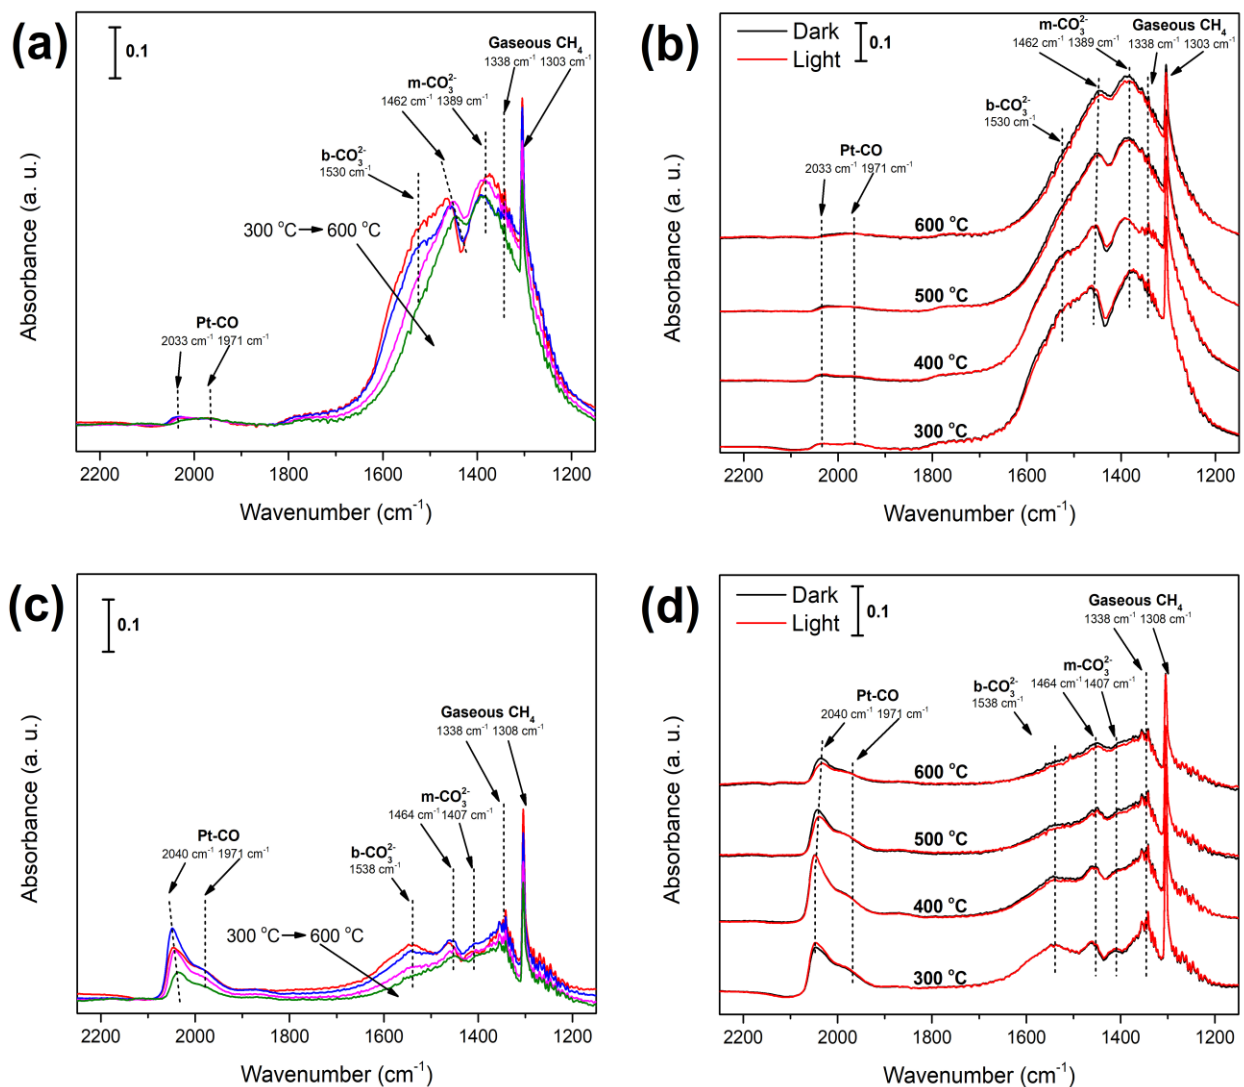 (a)
0.1
Gaseous CH₄
1338 cm⁻¹ 1303 cm⁻¹
m-CO₃²⁻
1462 cm⁻¹ 1389 cm⁻¹
b-CO₃²⁻
1530 cm⁻¹
300 °C 600 °C
Pt-CO
2033 cm⁻¹ 1971 cm⁻¹
Absorbance (a. u.)
2200 2000 1800 1600 1400 1200
Wavenumber (cm⁻¹)
(b)
Dark
Light
0.1
m-CO₃²⁻
1462 cm⁻¹ 1389 cm⁻¹
Gaseous CH₄
1338 cm⁻¹ 1303 cm⁻¹
b-CO₃²⁻
1530 cm⁻¹
Pt-CO
2033 cm⁻¹ 1971 cm⁻¹
600 °C
500 °C
400 °C
300 °C
Absorbance (a. u.)
2200 2000 1800 1600 1400 1200
Wavenumber (cm⁻¹)
(c)
0.1
Gaseous CH₄
1338 cm⁻¹ 1308 cm⁻¹
m-CO₃²⁻
1464 cm⁻¹ 1407 cm⁻¹
Pt-CO
2040 cm⁻¹ 1971 cm⁻¹
b-CO₃²⁻
1538 cm⁻¹
300 °C 600 °C
Absorbance (a. u.)
2200 2000 1800 1600 1400 1200
Wavenumber (cm⁻¹)
(d)
Dark
Light
0.1
Gaseous CH₄
1338 cm⁻¹ 1308 cm⁻¹
m-CO₃²⁻
1464 cm⁻¹ 1407 cm⁻¹
b-CO₃²⁻
1538 cm⁻¹
Pt-CO
2040 cm⁻¹ 1971 cm⁻¹
600 °C
500 °C
400 °C
300 °C
Absorbance (a. u.)
2200 2000 1800 1600 1400 1200
Wavenumber (cm⁻¹)